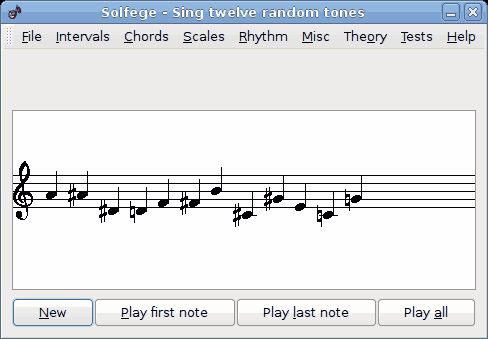 Solfege - Sing twelve random tones
File Intervals Chords Scales Rhythm Misc Theory Tests Help
New Play first note Play last note Play all